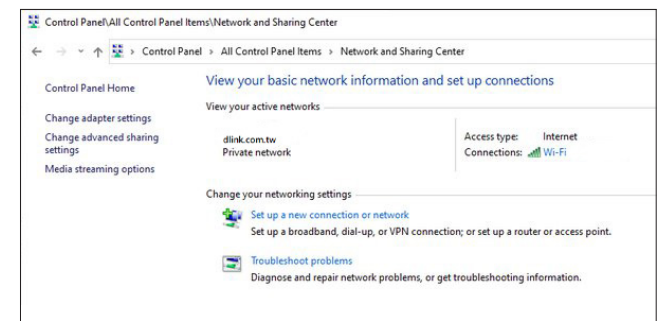 Control Panel\All Control Panel Items\Network and Sharing Center
Control Panel > All Control Panel Items > Network and Sharing Center
Control Panel Home
Change adapter settings
Change advanced sharing
settings
Media streaming options
View your basic network information and set up connections
View your active networks
dlink.com.tw
Private network
Access type: Internet
Connections: Wi-Fi
Change your networking settings
Set up a new connection or network
Set up a broadband, dial-up, or VPN connection; or set up a router or access point.
Troubleshoot problems
Diagnose and repair network problems, or get troubleshooting information.